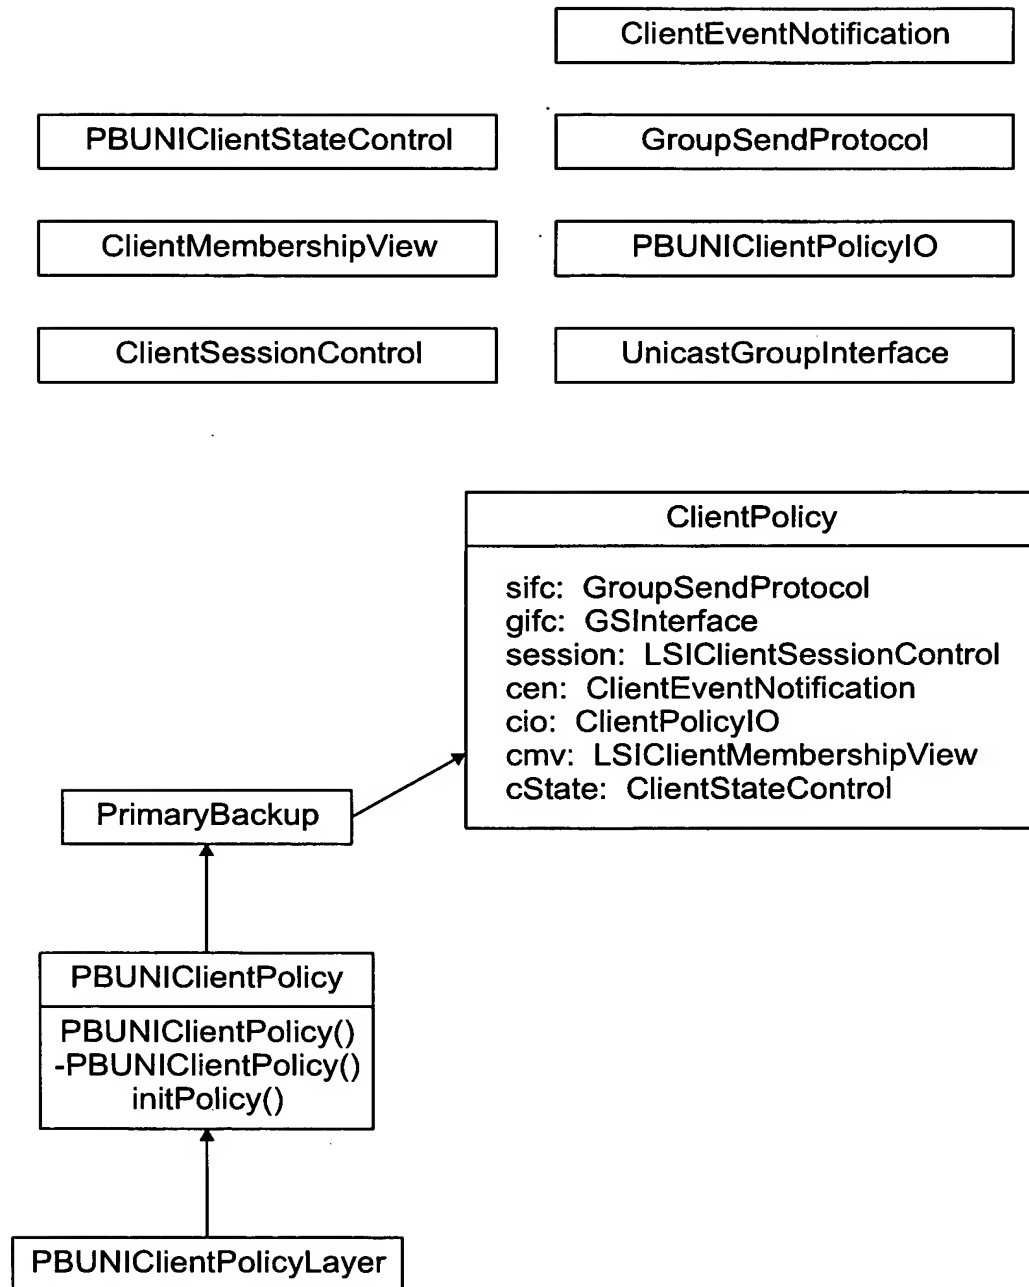 ClientEventNotification
PBUNIClientStateControl
GroupSendProtocol
ClientMembershipView
PBUNIClientPolicyIO
ClientSessionControl
UnicastGroupInterface
ClientPolicy
sifc: GroupSendProtocol
gifc: GSInterface
session: LSIClientSessionControl
cen: ClientEventNotification
cio: ClientPolicyIO
cmv: LSIClientMembershipView
cState: ClientStateControl
PrimaryBackup
PBUNIClientPolicy
PBUNIClientPolicy()
-PBUNIClientPolicy()
initPolicy()
PBUNIClientPolicyLayer